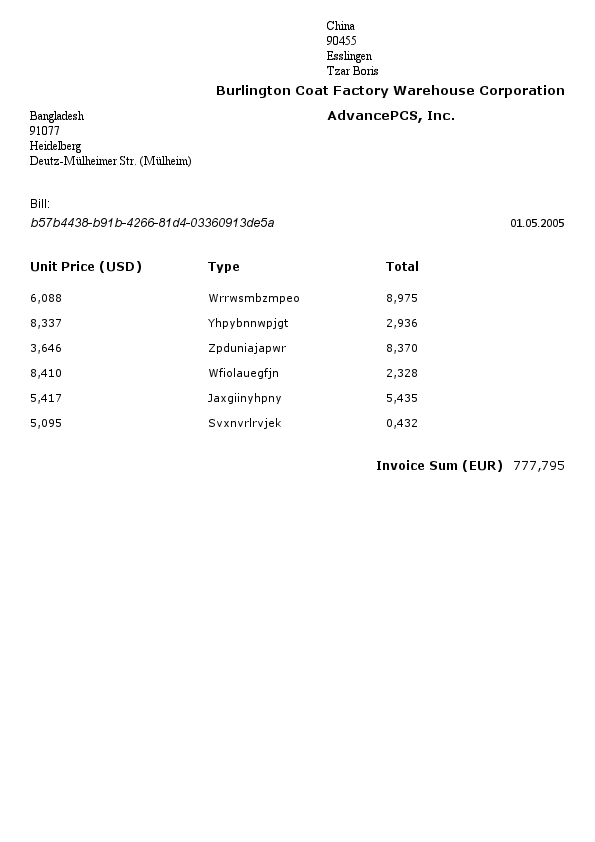 China
90455
Esslingen
Tzar Boris
Burlington Coat Factory Warehouse Corporation
Bangladesh
91077
Heidelberg
Deutz-Mülheimer Str. (Mülheim)
AdvancePCS, Inc.
Bill:
b57b4438-b91b-4266-81d4-03360913de5a 01.05.2005
Unit Price (USD) Type Total
6,088 Wrrwsmbzmpeo 8,975
8,337 Yhpybnnwpjgt 2,936
3,646 Zpduniajapwr 8,370
8,410 Wfiolauegfjn 2,328
5,417 Jaxgiinyhpny 5,435
5,095 Svxnvrlrvjek 0,432
Invoice Sum (EUR) 777,795